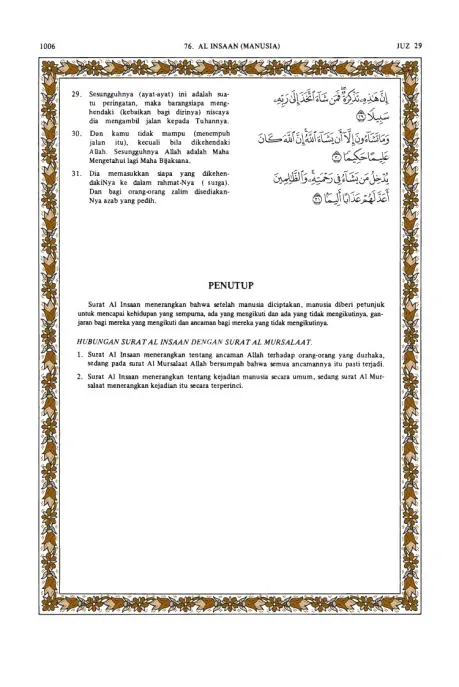 1006
76. AL INSAAN (MANUSIA)
JUZ 29
29. Sesungguhnya (ayat-ayat) ini adalah sua-
tu peringatan, maka barangsiapa meng-
hendaki (kebaikan bagi dirinya) niscaya
dia mengambil jalan kepada Tuhannya.
إِنَّ هَٰذِهِۦ تَذْكِرَةٌ ۖ فَمَن شَآءَ ٱتَّخَذَ إِلَىٰ رَبِّهِۦ
سَبِيلًا ﴿٢٩﴾
30. Dan kamu tidak mampu (menempuh
jalan itu), kecuali bila dikehendaki
Allah. Sesungguhnya Allah adalah Maha
Mengetahui lagi Maha Bijaksana.
وَمَا تَشَآءُونَ إِلَّآ أَن يَشَآءَ ٱللَّهُ ۚ إِنَّ ٱللَّهَ كَانَ
عَلِيمًا حَكِيمًا ﴿٣٠﴾
31. Dia memasukkan siapa yang dikehen-
dakiNya ke dalam rahmat-Nya ( surga).
Dan bagi orang-orang zalim disediakan-
Nya azab yang pedih.
يُدْخِلُ مَن يَشَآءُ فِى رَحْمَتِهِۦ ۚ وَٱلظَّٰلِمِينَ
أَعَدَّ لَهُمْ عَذَابًا أَلِيمًا ﴿٣١﴾
PENUTUP
Surat Al Insaan menerangkan bahwa setelah manusia diciptakan, manusia diberi petunjuk
untuk mencapai kehidupan yang sempurna, ada yang mengikuti dan ada yang tidak mengikutinya, gan-
jaran bagi mereka yang mengikuti dan ancaman bagi mereka yang tidak mengikutinya.
HUBUNGAN SURAT AL INSAAN DENGAN SURAT AL MURSALAAT.
1. Surat Al Insaan menerangkan tentang ancaman Allah terhadap orang-orang yang durhaka,
sedang pada surat Al Mursalaat Allah bersumpah bahwa semua ancamannya itu pasti terjadi.
2. Surat Al Insaan menerangkan tentang kejadian manusia secara umum, sedang surat Al Mur-
salaat menerangkan kejadian itu secara terperinci.